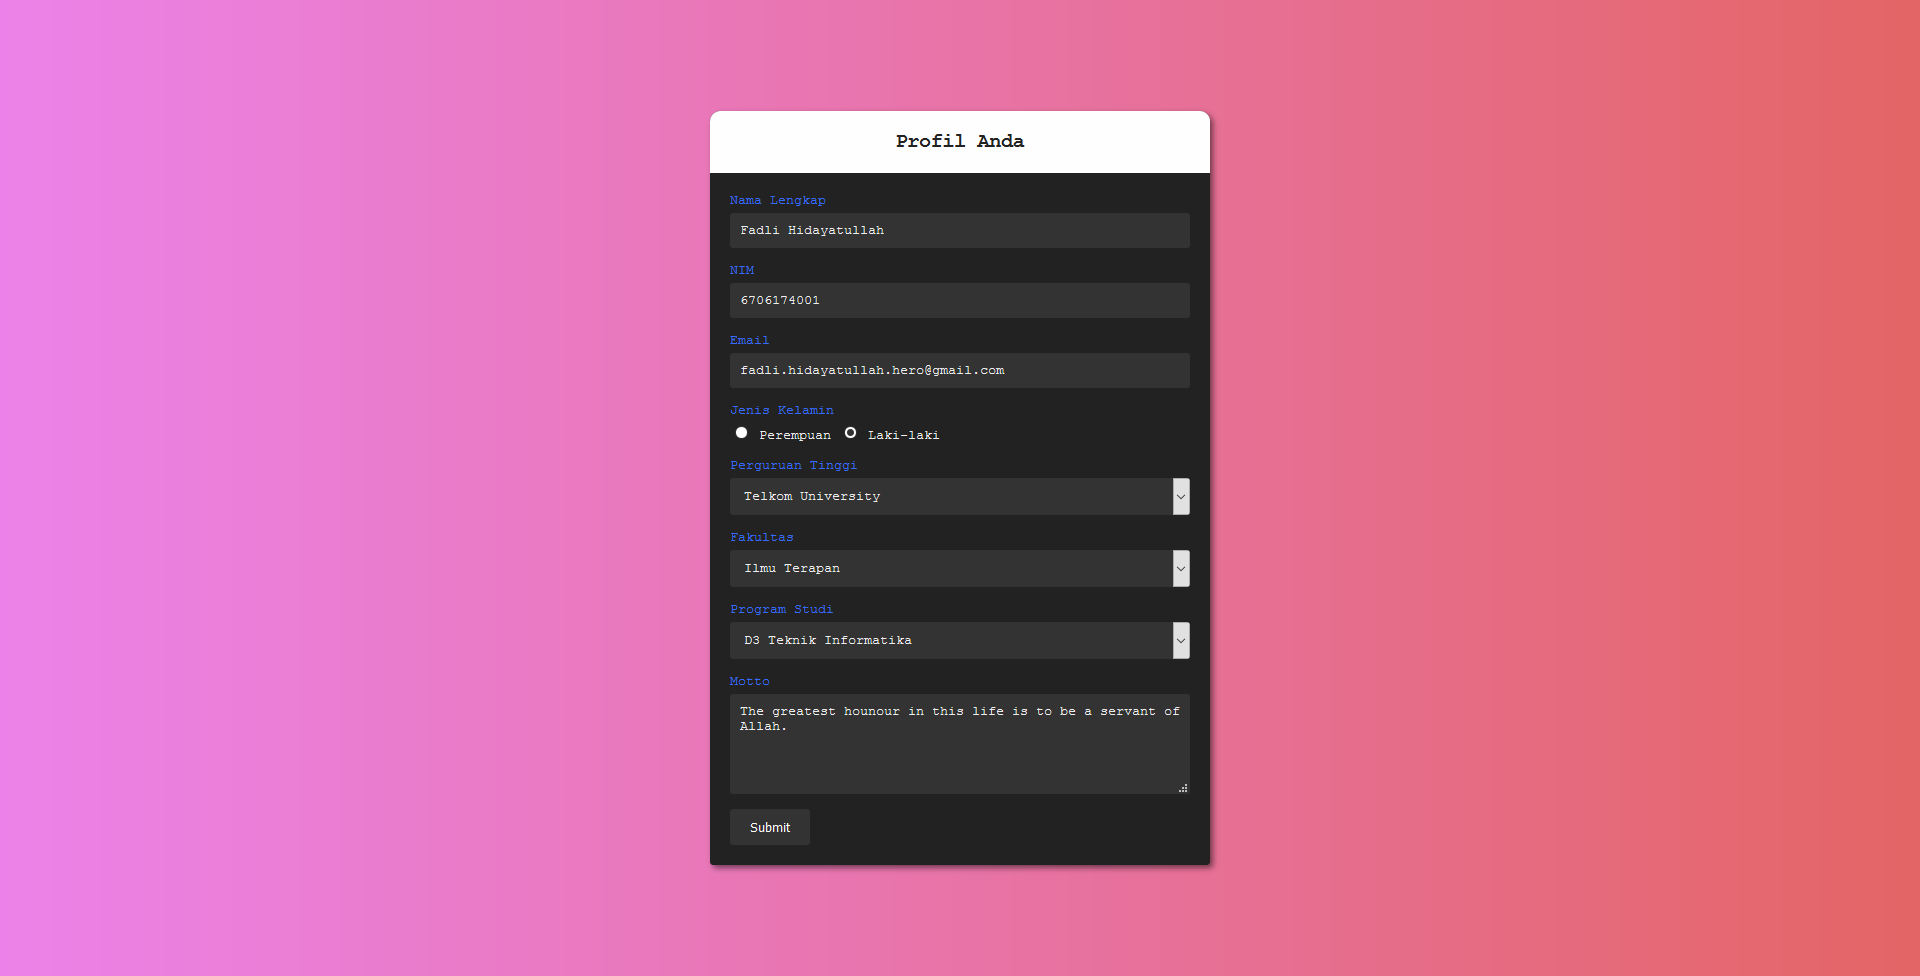 Profil Anda
Nama Lengkap
Fadli Hidayatullah
NIM
6706174001
Email
fadli.hidayatullah.hero@gmail.com
Jenis Kelamin
Perempuan Laki-laki
Perguruan Tinggi
Telkom University
Fakultas
Ilmu Terapan
Program Studi
D3 Teknik Informatika
Motto
The greatest hounour in this life is to be a servant of
Allah.
Submit